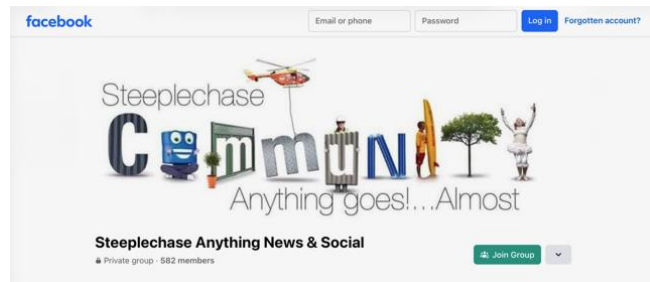 facebook
Email or phone
Password
Log in
Forgotten account?
Steeplechase
COMMUNITY
Anything goes!...Almost
Steeplechase Anything News & Social
Private group · 582 members
Join Group